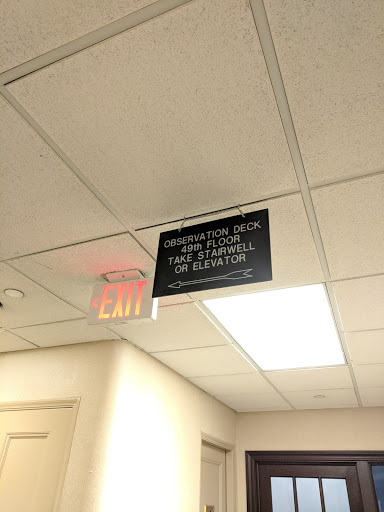 OBSERVATION DECK
49th FLOOR
TAKE STAIRWELL
OR ELEVATOR
EXIT